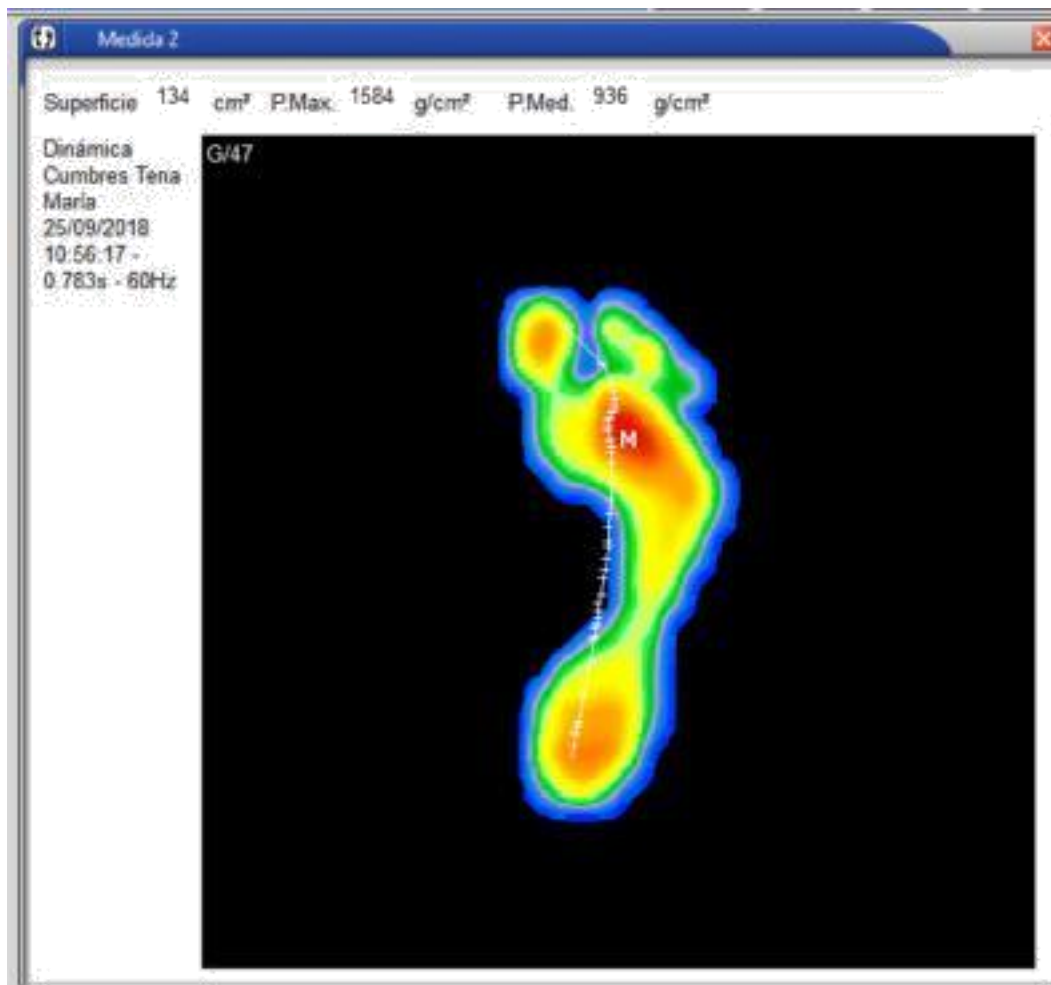 Medida 2
Superficie 134 cm² P.Max. 1584 g/cm² P.Med. 936 g/cm²
Dinámica
Cumbres Tena
María
25/09/2018
10:56:17 -
0.783s - 60Hz
G/47
M